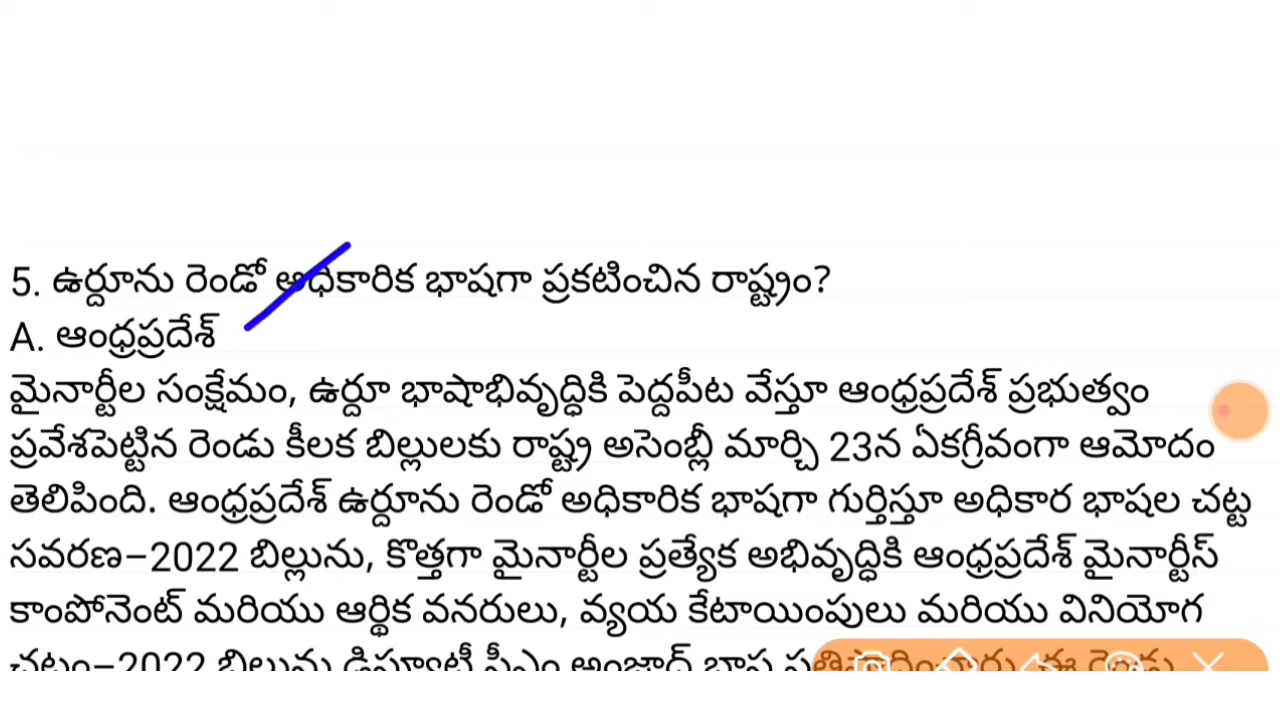 5. ఉర్దూను రెండో అధికారిక భాషగా ప్రకటించిన రాష్ట్రం?
A. ఆంధ్రప్రదేశ్
మైనార్టీల సంక్షేమం, ఉర్దూ భాషాభివృద్ధికి పెద్దపీట వేస్తూ ఆంధ్రప్రదేశ్ ప్రభుత్వం
ప్రవేశపెట్టిన రెండు కీలక బిల్లులకు రాష్ట్ర అసెంబ్లీ మార్చి 23న ఏకగ్రీవంగా ఆమోదం
తెలిపింది. ఆంధ్రప్రదేశ్ ఉర్దూను రెండో అధికారిక భాషగా గుర్తిస్తూ అధికార భాషల చట్ట
సవరణ–2022 బిల్లును, కొత్తగా మైనార్టీల ప్రత్యేక అభివృద్ధికి ఆంధ్రప్రదేశ్ మైనార్టీస్
కాంపోనెంట్ మరియు ఆర్థిక వనరులు, వ్యయ కేటాయింపులు మరియు వినియోగ
చట్టం–2022 బిల్లును డిప్యూటీ సీఎం అంజాద్ బాషా